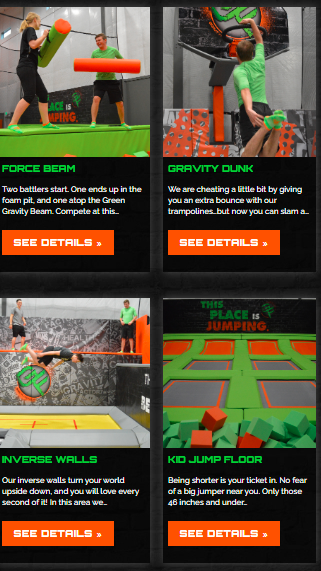 PLACE IS
JUMPING.
FORCE BEAM
Two battlers start. One ends up in the
foam pit, and one atop the Green
Gravity Beam. Compete at this...
SEE DETAILS »
GRAVITY DUNK
We are cheating a little bit by giving
you an extra bounce with our
trampolines...but now you can slam a...
SEE DETAILS »
GRAVITY
INVERSE WALLS
Our inverse walls turn your world
upside down, and you will love every
second of it! In this area we...
SEE DETAILS »
THIS
PLACE IS
JUMPING.
KID JUMP FLOOR
Being shorter is your ticket in. No fear
of a big jumper near you. Only those
46 inches and under...
SEE DETAILS »